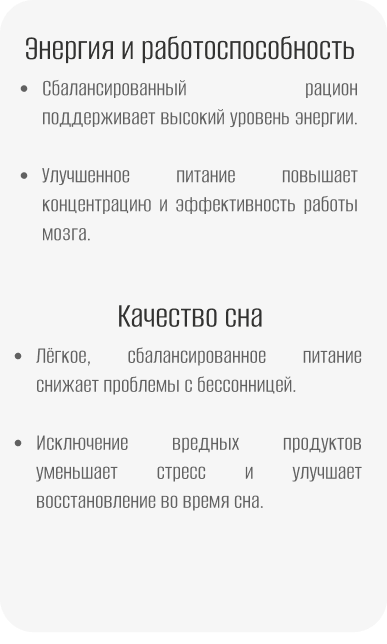 Энергия и работоспособность
• Сбалансированный рацион
поддерживает высокий уровень энергии.
• Улучшенное питание повышает
концентрацию и эффективность работы
мозга.
Качество сна
• Лёгкое, сбалансированное питание
снижает проблемы с бессонницей.
• Исключение вредных продуктов
уменьшает стресс и улучшает
восстановление во время сна.